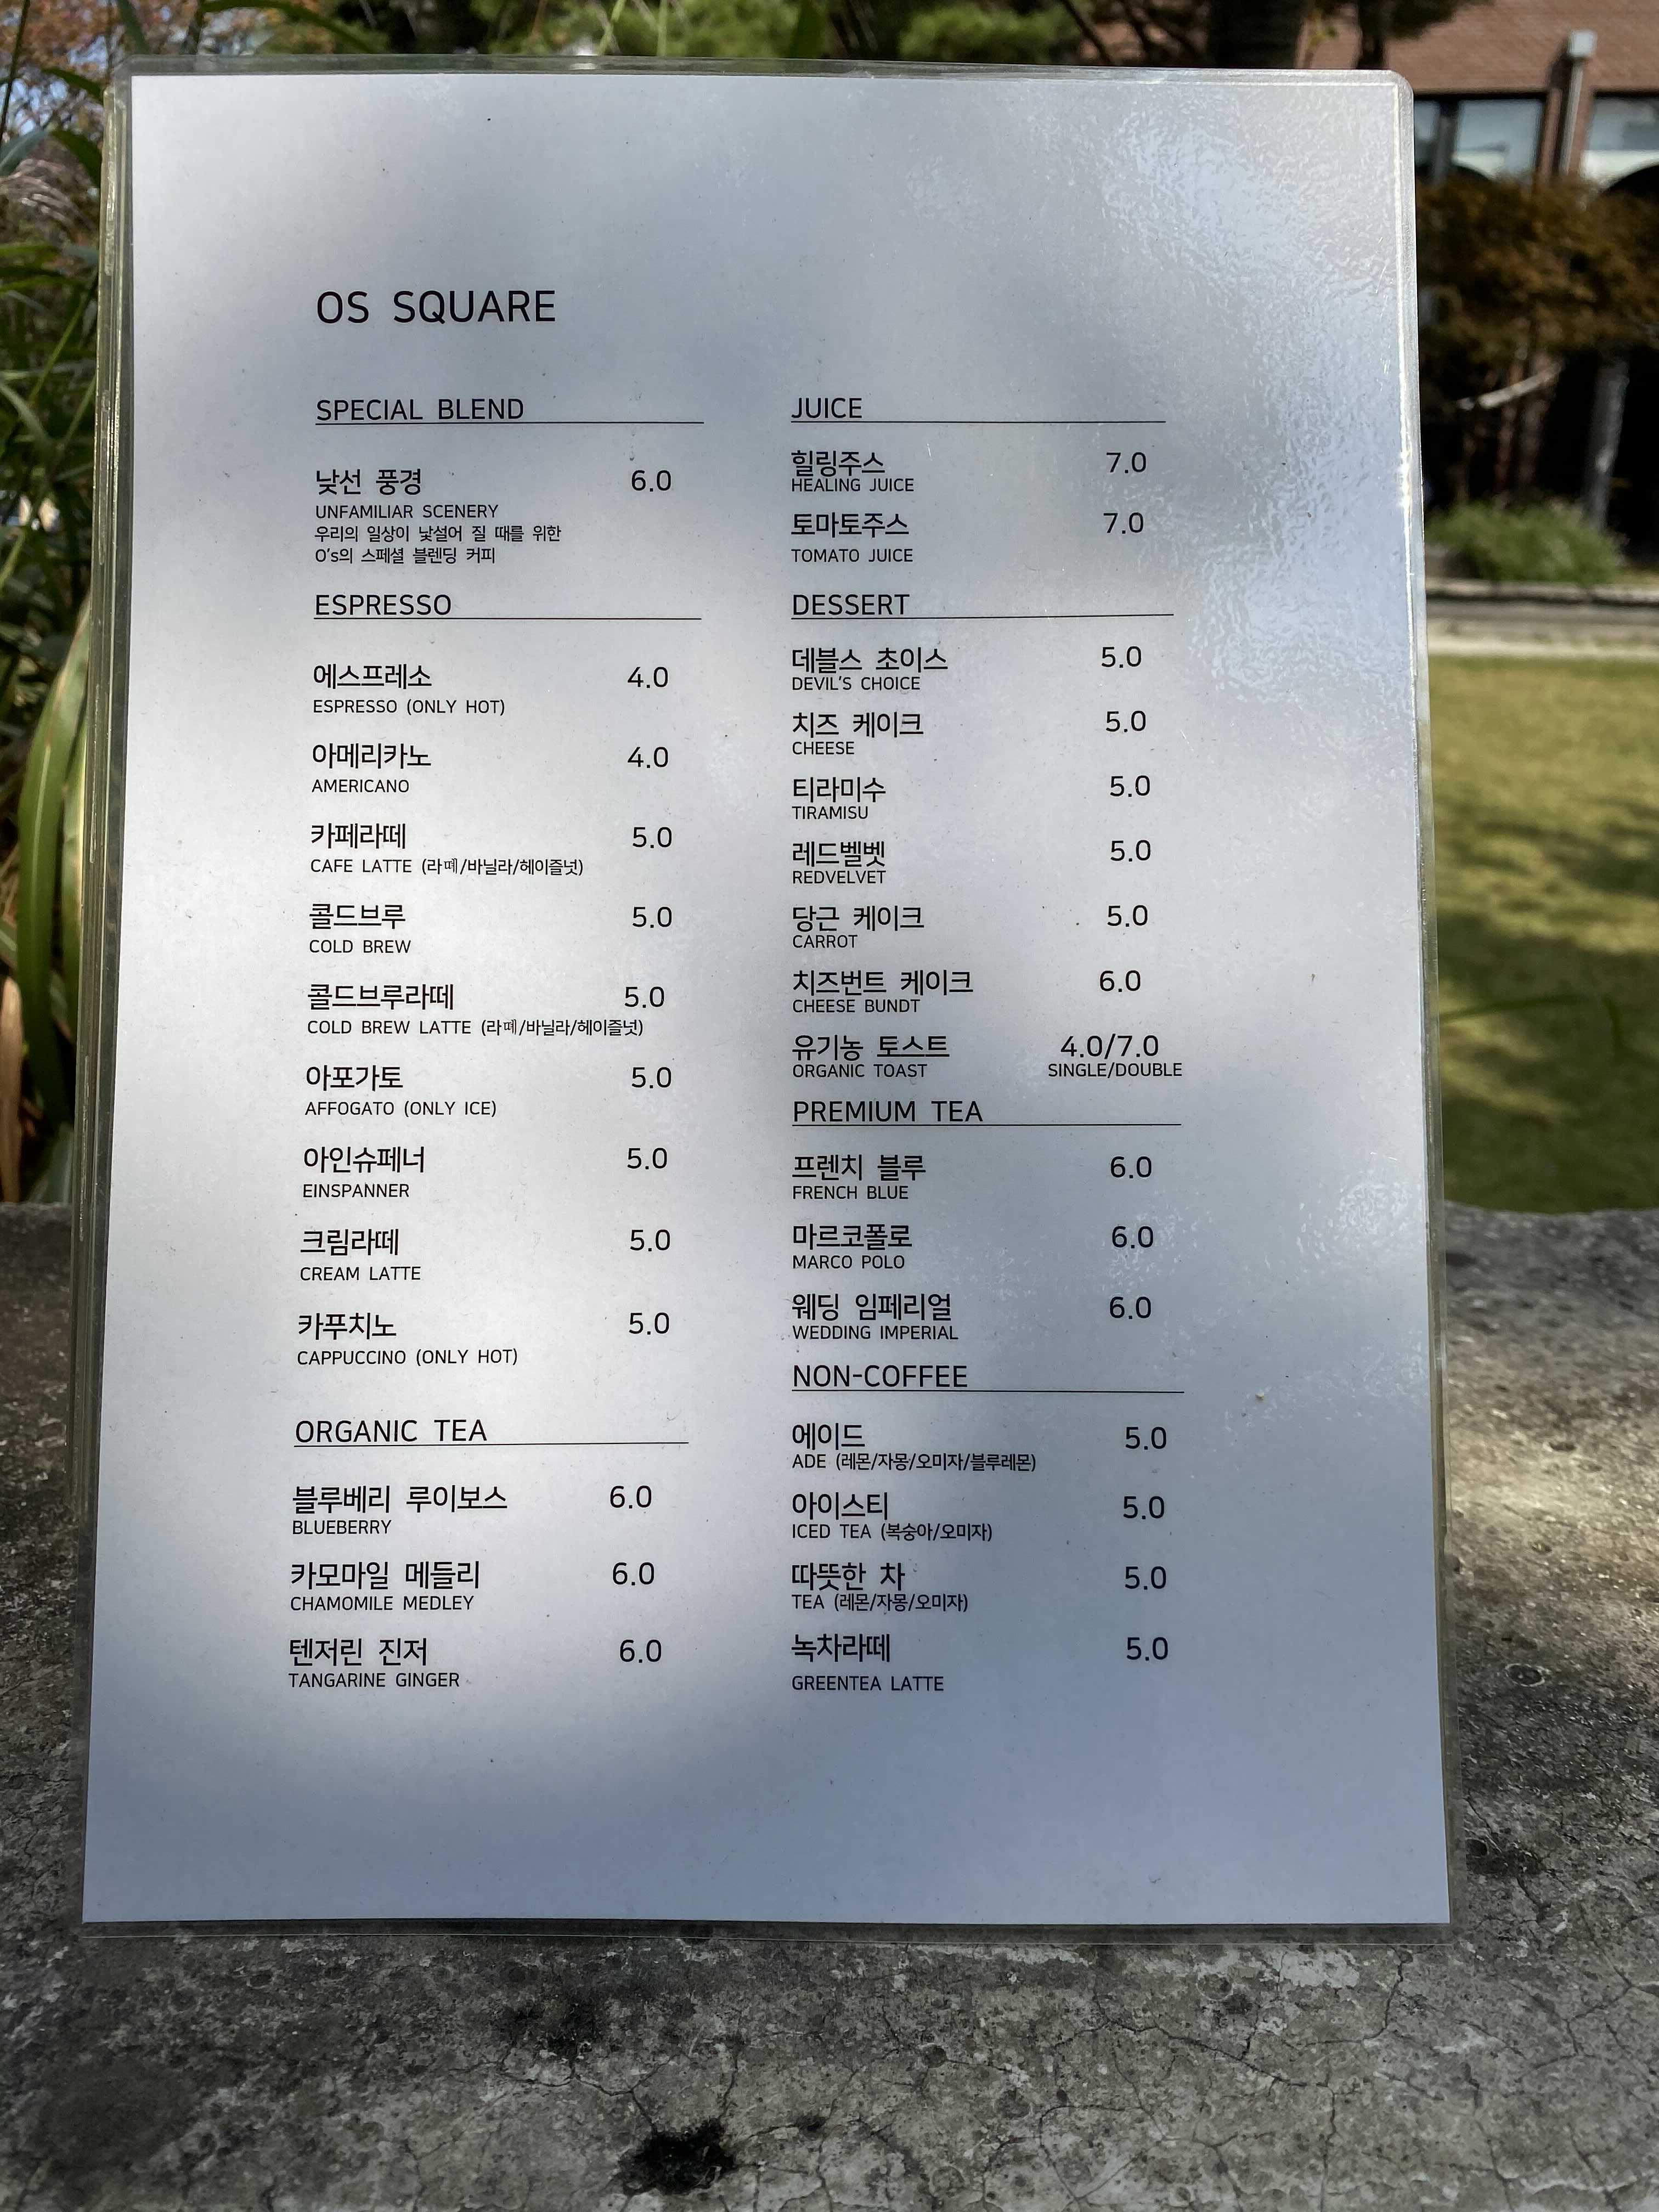 OS SQUARE
SPECIAL BLEND
낯선 풍경 6.0
UNFAMILIAR SCENERY
우리의 일상이 낯설어 질 때를 위한
O's의 스페셜 블렌딩 커피
ESPRESSO
에스프레소 4.0
ESPRESSO (ONLY HOT)
아메리카노 4.0
AMERICANO
카페라떼 5.0
CAFE LATTE (라떼/바닐라/헤이즐넛)
콜드브루 5.0
COLD BREW
콜드브루라떼 5.0
COLD BREW LATTE (라떼/바닐라/헤이즐넛)
아포가토 5.0
AFFOGATO (ONLY ICE)
아인슈페너 5.0
EINSPANNER
크림라떼 5.0
CREAM LATTE
카푸치노 5.0
CAPPUCCINO (ONLY HOT)
ORGANIC TEA
블루베리 루이보스 6.0
BLUEBERRY
카모마일 메들리 6.0
CHAMOMILE MEDLEY
텐저린 진저 6.0
TANGARINE GINGER
JUICE
힐링주스 7.0
HEALING JUICE
토마토주스 7.0
TOMATO JUICE
DESSERT
데블스 초이스 5.0
DEVIL'S CHOICE
치즈 케이크 5.0
CHEESE
티라미수 5.0
TIRAMISU
레드벨벳 5.0
REDVELVET
당근 케이크 5.0
CARROT
치즈번트 케이크 6.0
CHEESE BUNDT
유기농 토스트 4.0/7.0
ORGANIC TOAST SINGLE/DOUBLE
PREMIUM TEA
프렌치 블루 6.0
FRENCH BLUE
마르코폴로 6.0
MARCO POLO
웨딩 임페리얼 6.0
WEDDING IMPERIAL
NON-COFFEE
에이드 5.0
ADE (레몬/자몽/오미자/블루레몬)
아이스티 5.0
ICED TEA (복숭아/오미자)
따뜻한 차 5.0
TEA (레몬/자몽/오미자)
녹차라떼 5.0
GREENTEA LATTE